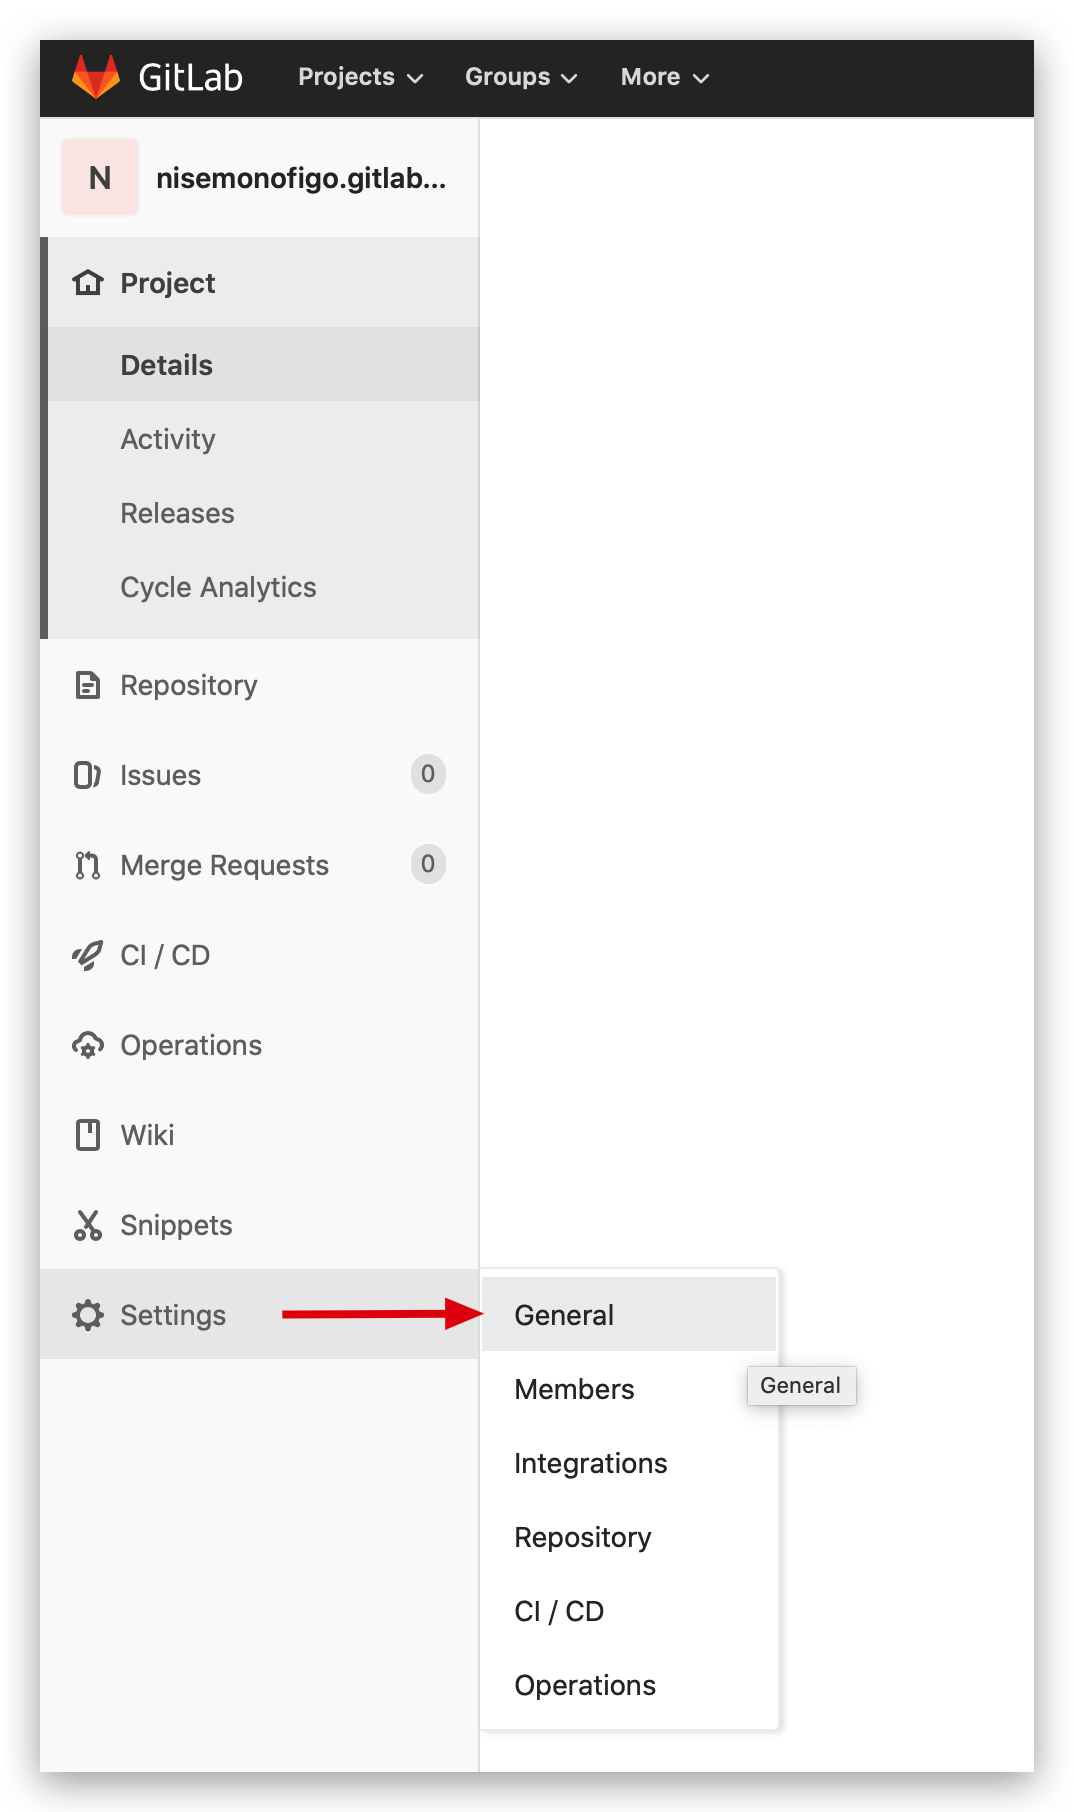 GitLab Projects Groups More
N nisemonofigo.gitlab...
Project
Details
Activity
Releases
Cycle Analytics
Repository
Issues 0
Merge Requests 0
CI / CD
Operations
Wiki
Snippets
Settings
General
Members
General
Integrations
Repository
CI / CD
Operations